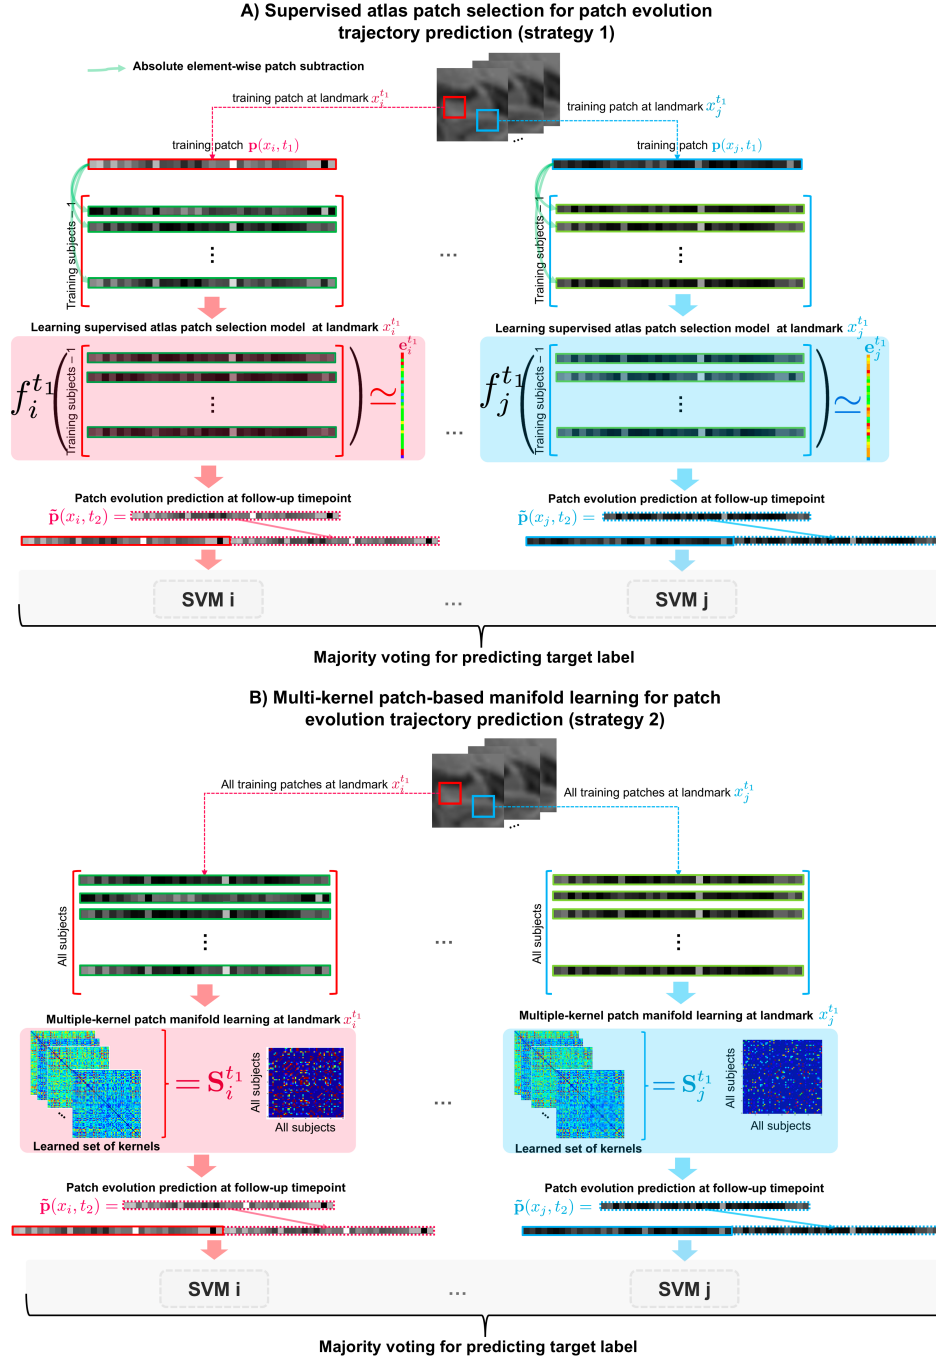 A) Supervised atlas patch selection for patch evolution
trajectory prediction (strategy 1)
Absolute element-wise patch subtraction
training patch at landmark x_i^{t_1}
training patch at landmark x_j^{t_1}
...
training patch p(x_i, t_1)
training patch p(x_j, t_1)
Training subjects – 1
...
...
Training subjects – 1
...
Learning supervised atlas patch selection model at landmark x_i^{t_1}
Learning supervised atlas patch selection model at landmark x_j^{t_1}
f_i^{t_1} ( Training subjects – 1 ... ) ≃ e_i^{t_1}
...
f_j^{t_1} ( Training subjects – 1 ... ) ≃ e_j^{t_1}
Patch evolution prediction at follow-up timepoint
Patch evolution prediction at follow-up timepoint
p̃(x_i, t_2) =
p̃(x_j, t_2) =
SVM i
...
SVM j
Majority voting for predicting target label
B) Multi-kernel patch-based manifold learning for patch
evolution trajectory prediction (strategy 2)
All training patches at landmark x_i^{t_1}
All training patches at landmark x_j^{t_1}
...
All subjects
...
...
All subjects
...
Multiple-kernel patch manifold learning at landmark x_i^{t_1}
Multiple-kernel patch manifold learning at landmark x_j^{t_1}
...
= S_i^{t_1}
All subjects
All subjects
Learned set of kernels
...
...
= S_j^{t_1}
All subjects
All subjects
Learned set of kernels
Patch evolution prediction at follow-up timepoint
Patch evolution prediction at follow-up timepoint
p̃(x_i, t_2) =
p̃(x_j, t_2) =
SVM i
...
SVM j
Majority voting for predicting target label